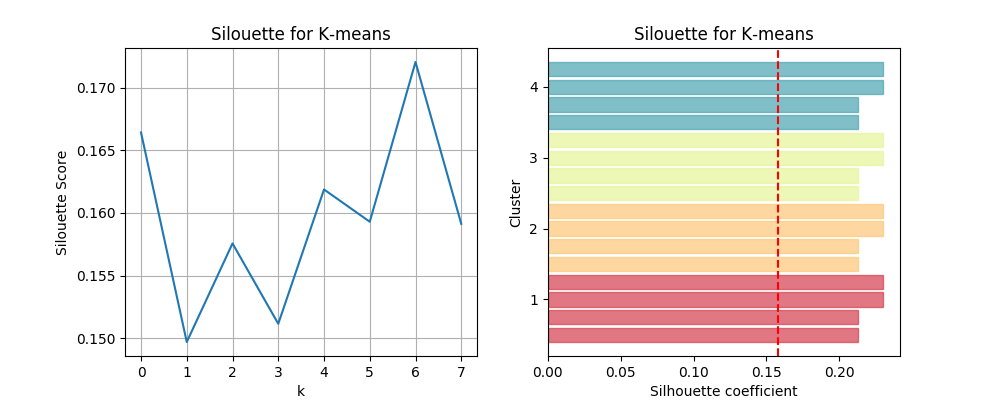 Silouette for K-means
Silouette Score
0.170
0.165
0.160
0.155
0.150
0 1 2 3 4 5 6 7
k
Silouette for K-means
Cluster
4
3
2
1
0.00 0.05 0.10 0.15 0.20
Silhouette coefficient